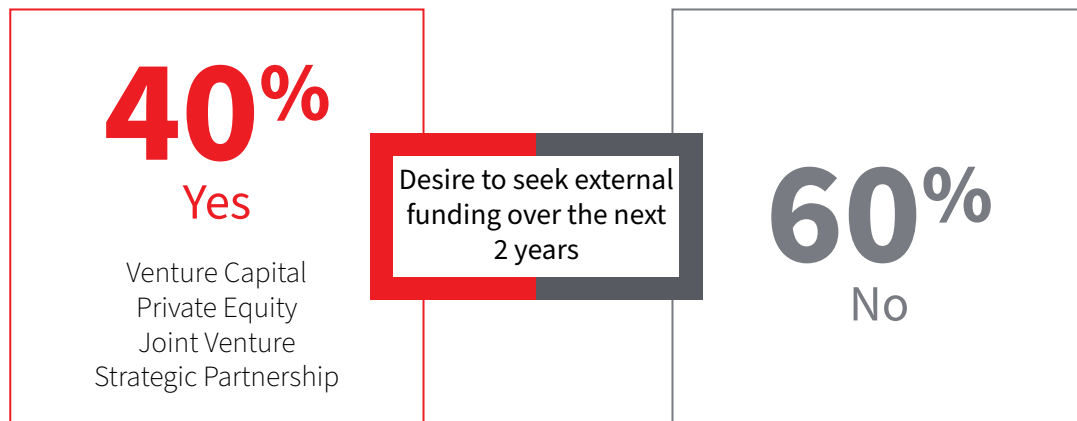 40%
Yes
Venture Capital
Private Equity
Joint Venture
Strategic Partnership
Desire to seek external
funding over the next
2 years
60%
No